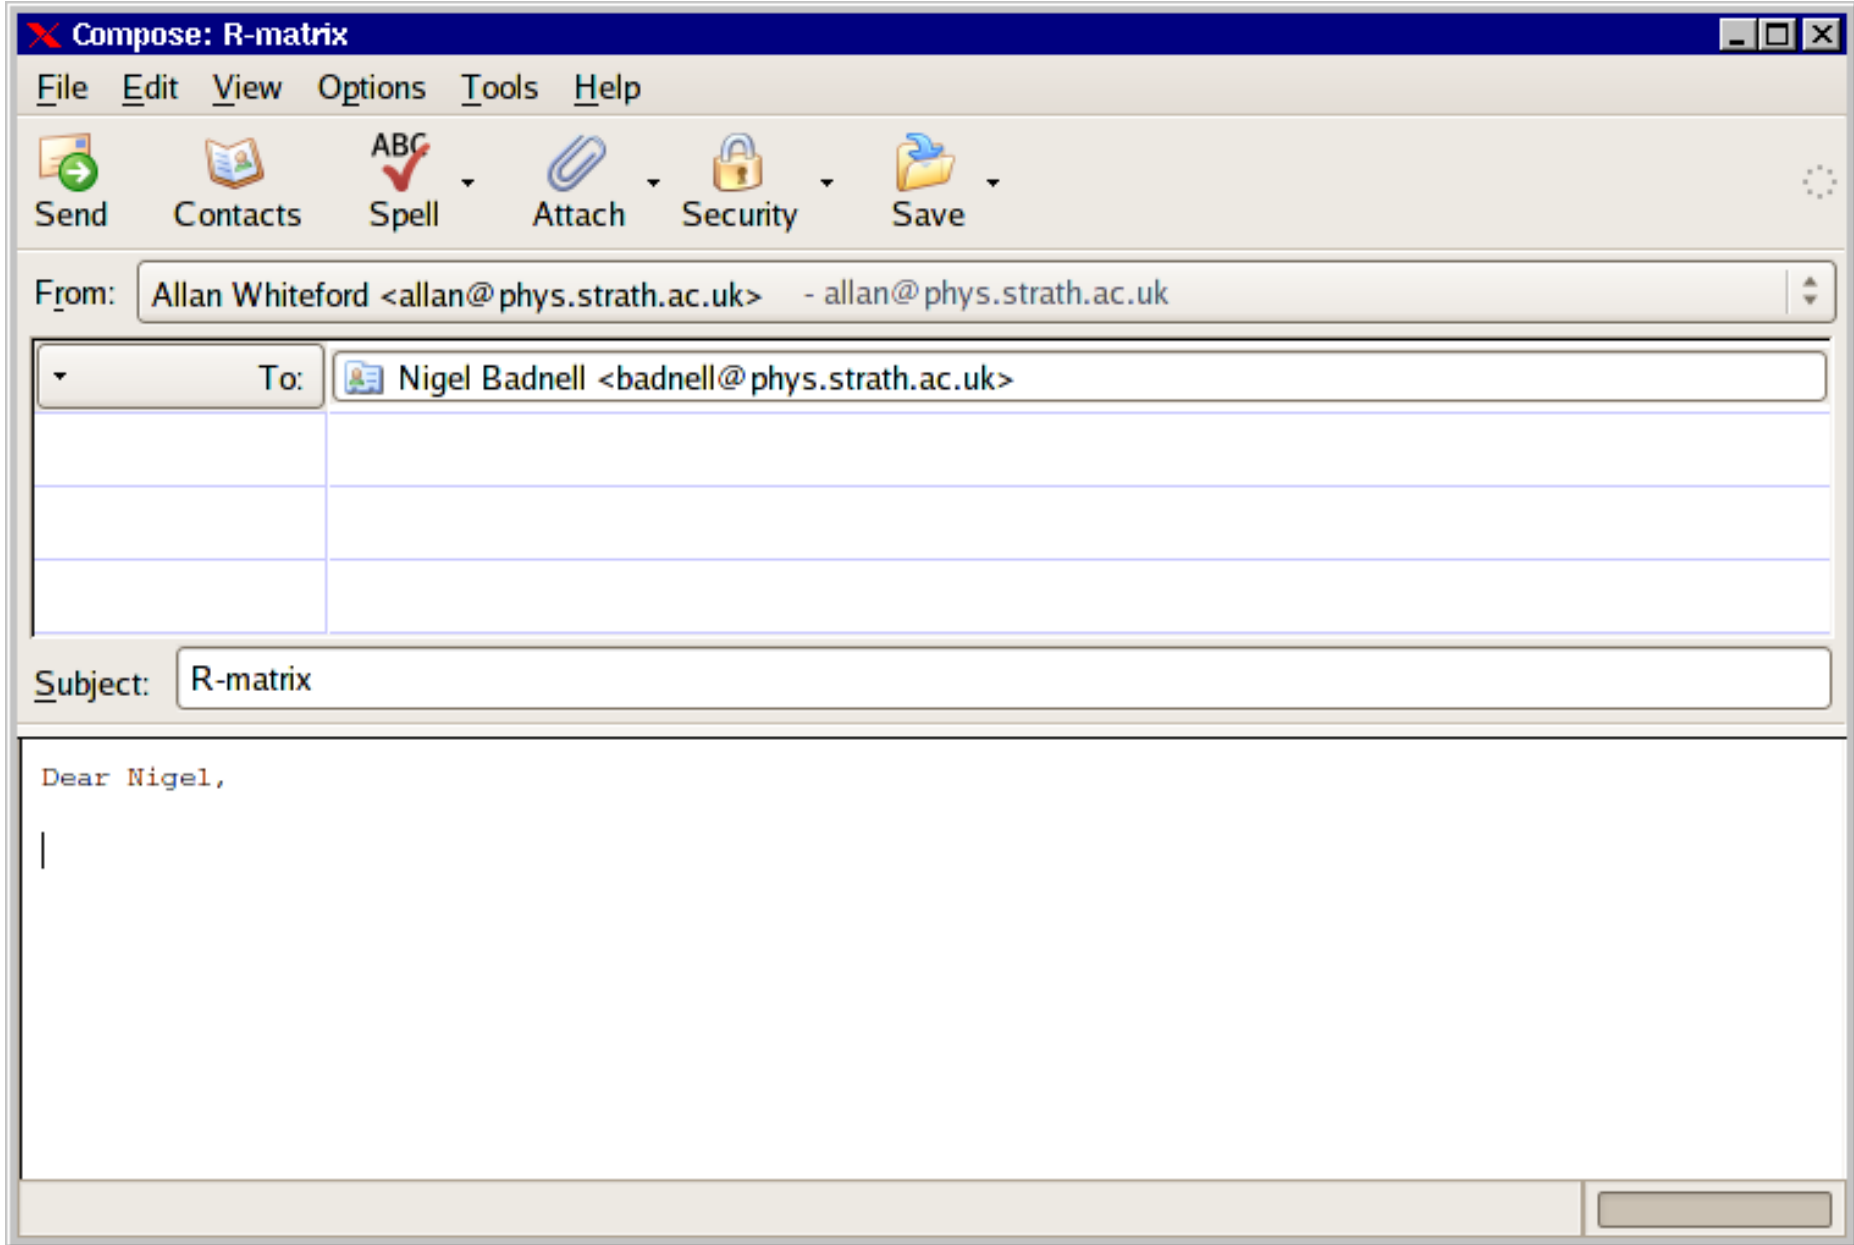 Compose: R-matrix
File Edit View Options Tools Help
ABC
Send Contacts Spell Attach Security Save
From: Allan Whiteford <allan@phys.strath.ac.uk> - allan@phys.strath.ac.uk
To: Nigel Badnell <badnell@phys.strath.ac.uk>
Subject: R-matrix
Dear Nigel,